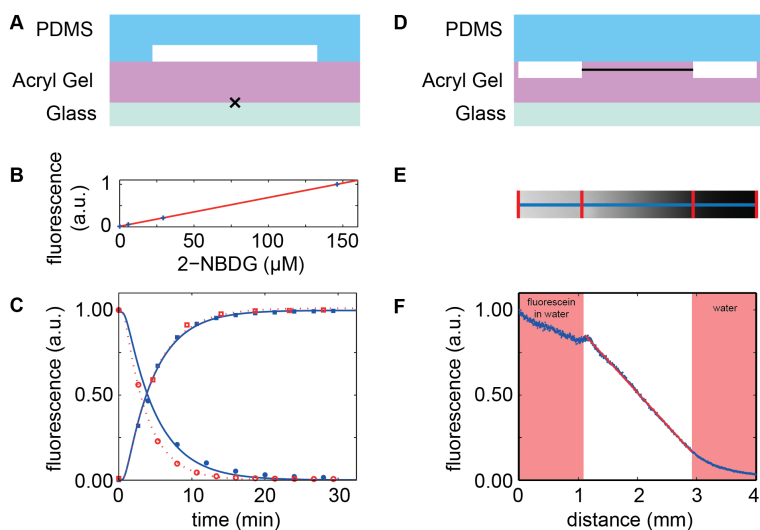 A
PDMS
Acryl Gel
Glass
D
PDMS
Acryl Gel
Glass
B
fluorescence
(a.u.)
1
0
0
50
100
150
2−NBDG (µM)
E
C
fluorescence (a.u.)
1.00
0.50
0.00
0
10
20
30
time (min)
F
fluorescence (a.u.)
1.00
0.50
0.00
fluorescein
in water
water
0
1
2
3
4
distance (mm)